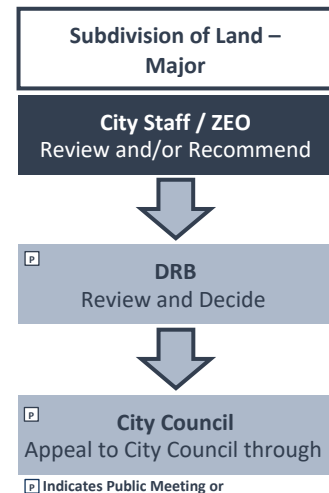 Subdivision of Land –
Major
City Staff / ZEO
Review and/or Recommend
P
DRB
Review and Decide
P
City Council
Appeal to City Council through
P Indicates Public Meeting or